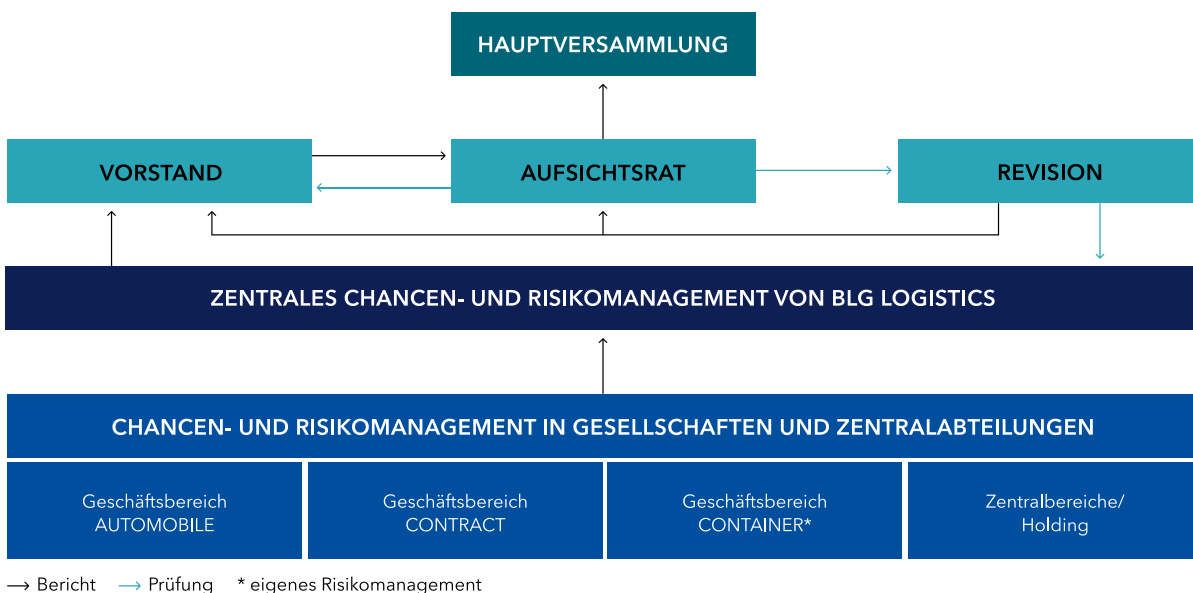 HAUPTVERSAMMLUNG
VORSTAND
AUFSICHTSRAT
REVISION
ZENTRALES CHANCEN- UND RISIKOMANAGEMENT VON BLG LOGISTICS
CHANCEN- UND RISIKOMANAGEMENT IN GESELLSCHAFTEN UND ZENTRALABTEILUNGEN
Geschäftsbereich
AUTOMOBILE
Geschäftsbereich
CONTRACT
Geschäftsbereich
CONTAINER*
Zentralbereiche/
Holding
→ Bericht → Prüfung * eigenes Risikomanagement